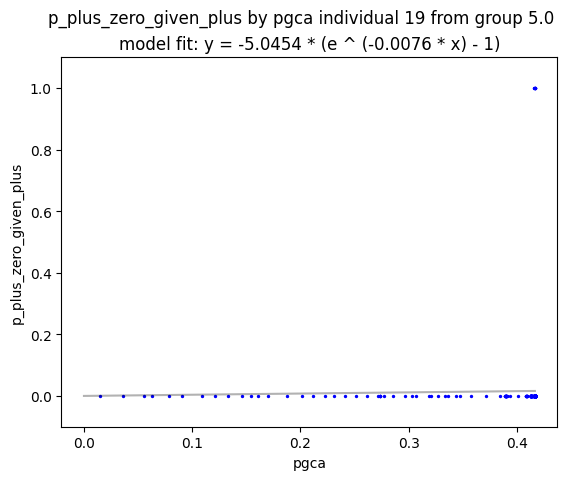 p_plus_zero_given_plus by pgca individual 19 from group 5.0
model fit: y = -5.0454 * (e ^ (-0.0076 * x) - 1)
1.0
0.8
0.6
0.4
0.2
0.0
p_plus_zero_given_plus
0.0 0.1 0.2 0.3 0.4
pgca